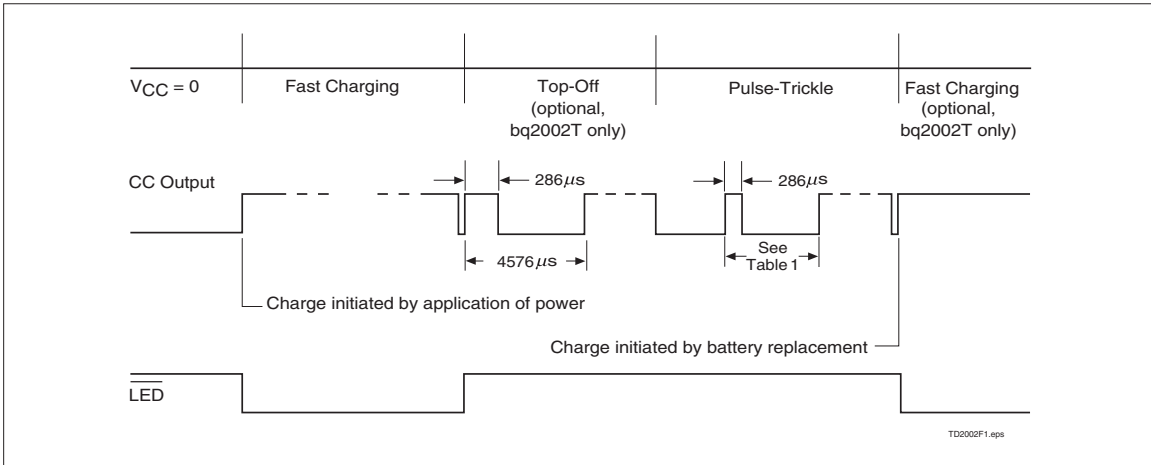 VCC = 0
Fast Charging
Top-Off
(optional,
bq2002T only)
Pulse-Trickle
Fast Charging
(optional,
bq2002T only)
CC Output
286µs
286µs
4576µs
See
Table 1
Charge initiated by application of power
Charge initiated by battery replacement
LED
TD2002F1.eps